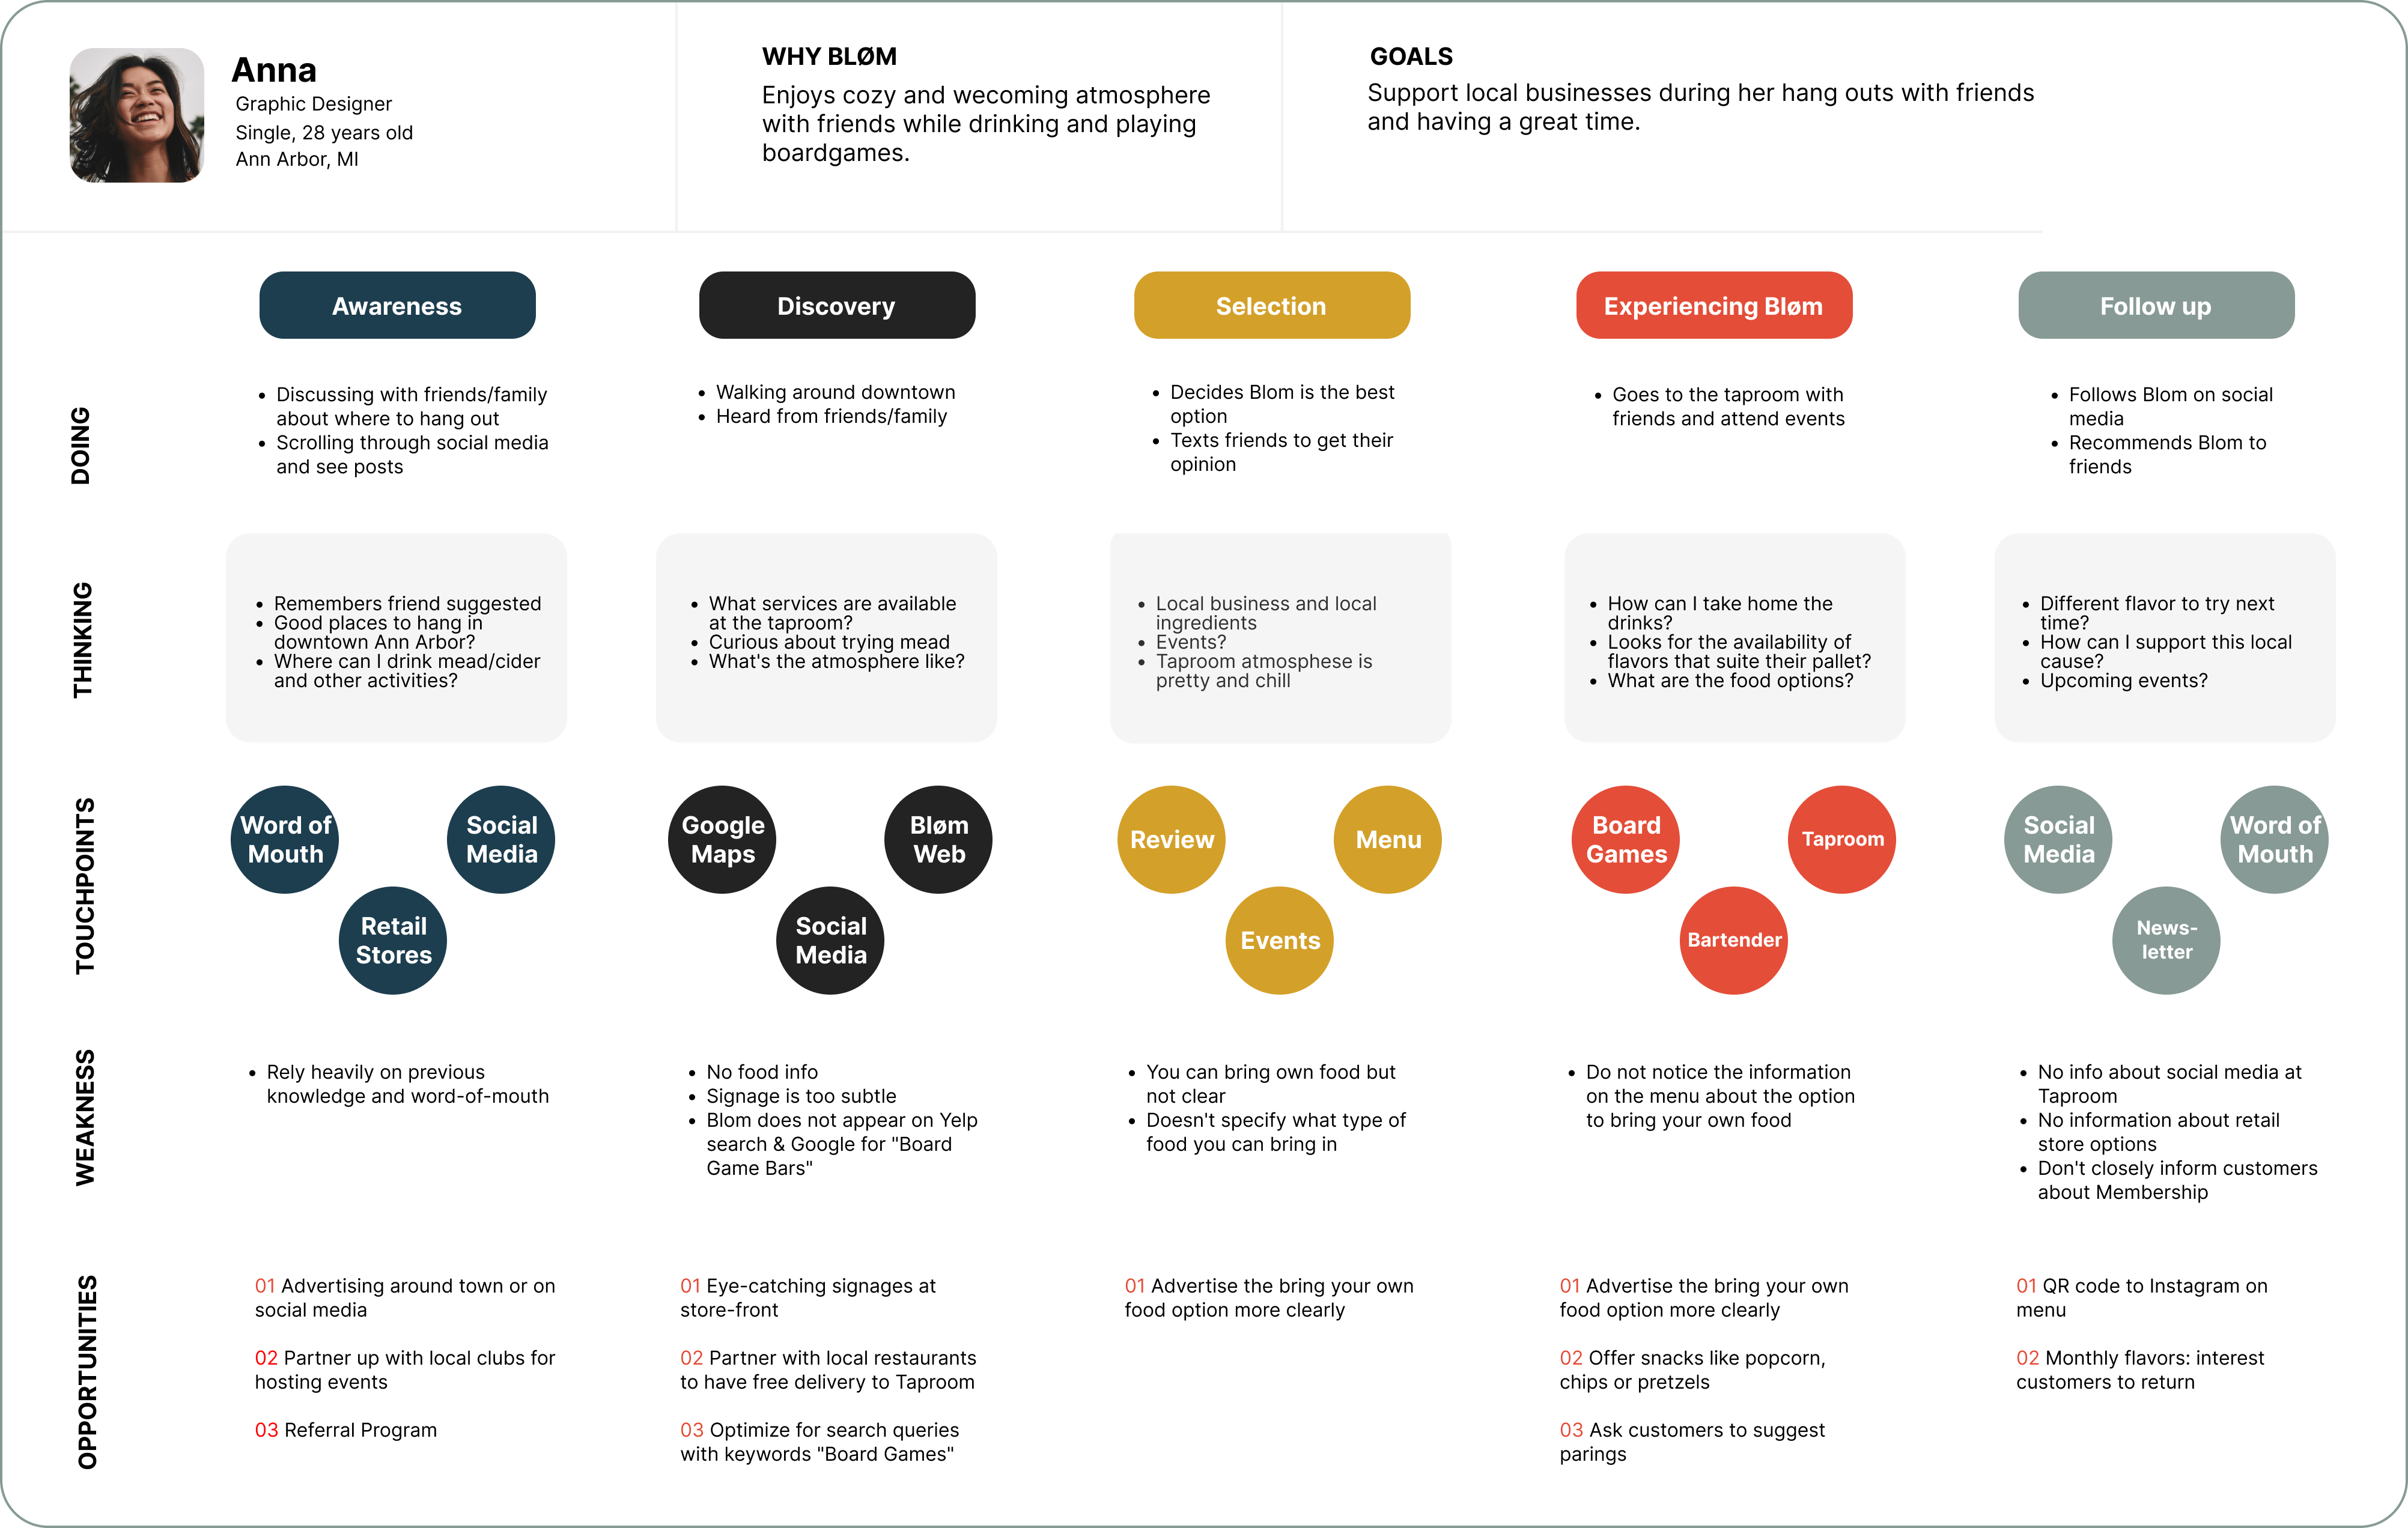 Anna
Graphic Designer
Single, 28 years old
Ann Arbor, MI
WHY BLØM
Enjoys cozy and wecoming atmosphere
with friends while drinking and playing
boardgames.
GOALS
Support local businesses during her hang outs with friends
and having a great time.
Awareness
Discovery
Selection
Experiencing Bløm
Follow up
DOING
• Discussing with friends/family
about where to hang out
• Scrolling through social media
and see posts
• Walking around downtown
• Heard from friends/family
• Decides Blom is the best
option
• Texts friends to get their
opinion
• Goes to the taproom with
friends and attend events
• Follows Blom on social
media
• Recommends Blom to
friends
THINKING
• Remembers friend suggested
• Good places to hang in
downtown Ann Arbor?
• Where can I drink mead/cider
and other activities?
• What services are available
at the taproom?
• Curious about trying mead
• What's the atmosphere like?
• Local business and local
ingredients
• Events?
• Taproom atmosphese is
pretty and chill
• How can I take home the
drinks?
• Looks for the availability of
flavors that suite their pallet?
• What are the food options?
• Different flavor to try next
time?
• How can I support this local
cause?
• Upcoming events?
TOUCHPOINTS
Word of
Mouth
Social
Media
Retail
Stores
Google
Maps
Bløm
Web
Social
Media
Review
Menu
Events
Board
Games
Taproom
Bartender
Social
Media
Word of
Mouth
News-
letter
WEAKNESS
• Rely heavily on previous
knowledge and word-of-mouth
• No food info
• Signage is too subtle
• Blom does not appear on Yelp
search & Google for "Board
Game Bars"
• You can bring own food but
not clear
• Doesn't specify what type of
food you can bring in
• Do not notice the information
on the menu about the option
to bring your own food
• No info about social media at
Taproom
• No information about retail
store options
• Don't closely inform customers
about Membership
OPPORTUNITIES
01 Advertising around town or on
social media
02 Partner up with local clubs for
hosting events
03 Referral Program
01 Eye-catching signages at
store-front
02 Partner with local restaurants
to have free delivery to Taproom
03 Optimize for search queries
with keywords "Board Games"
01 Advertise the bring your own
food option more clearly
01 Advertise the bring your own
food option more clearly
02 Offer snacks like popcorn,
chips or pretzels
03 Ask customers to suggest
parings
01 QR code to Instagram on
menu
02 Monthly flavors: interest
customers to return